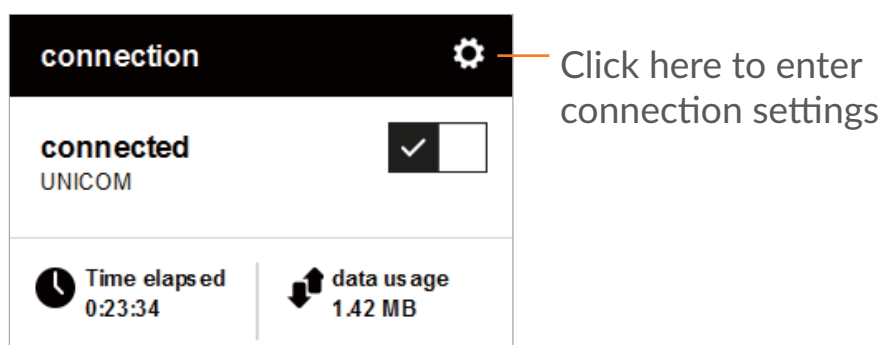 connection
Click here to enter
connection settings
connected
UNICOM
Time elapsed
0:23:34
data usage
1.42 MB